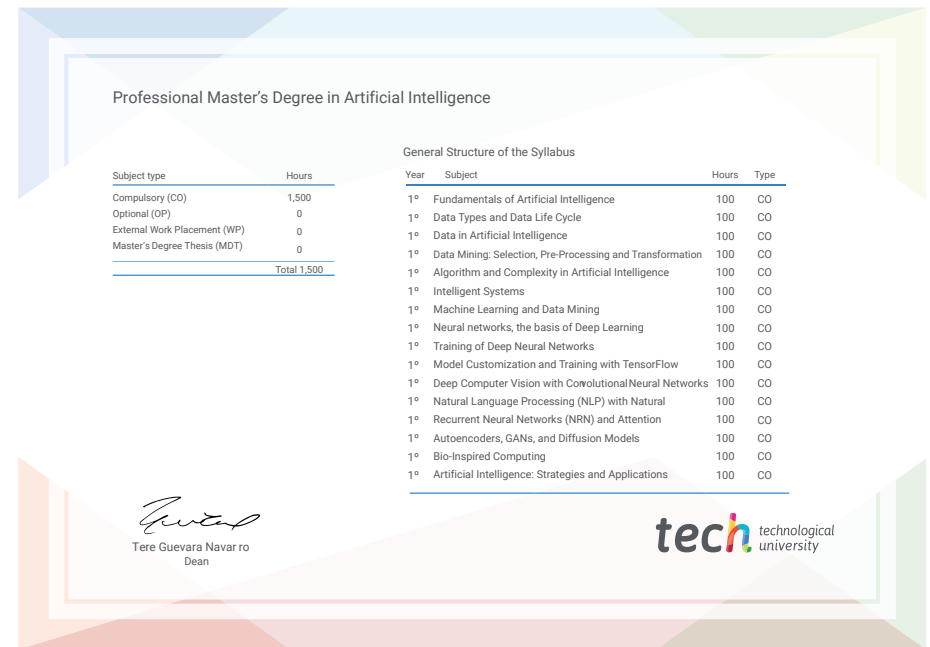 Professional Master's Degree in Artificial Intelligence
Subject type Hours
Compulsory (CO) 1,500
Optional (OP) 0
External Work Placement (WP) 0
Master's Degree Thesis (MDT) 0
Total 1,500
General Structure of the Syllabus
Year Subject Hours Type
1º Fundamentals of Artificial Intelligence 100 CO
1º Data Types and Data Life Cycle 100 CO
1º Data in Artificial Intelligence 100 CO
1º Data Mining: Selection, Pre-Processing and Transformation 100 CO
1º Algorithm and Complexity in Artificial Intelligence 100 CO
1º Intelligent Systems 100 CO
1º Machine Learning and Data Mining 100 CO
1º Neural networks, the basis of Deep Learning 100 CO
1º Training of Deep Neural Networks 100 CO
1º Model Customization and Training with TensorFlow 100 CO
1º Deep Computer Vision with Convolutional Neural Networks 100 CO
1º Natural Language Processing (NLP) with Natural 100 CO
1º Recurrent Neural Networks (NRN) and Attention 100 CO
1º Autoencoders, GANs, and Diffusion Models 100 CO
1º Bio-Inspired Computing 100 CO
1º Artificial Intelligence: Strategies and Applications 100 CO
Tere Guevara Navarro
Dean
tech technological
university